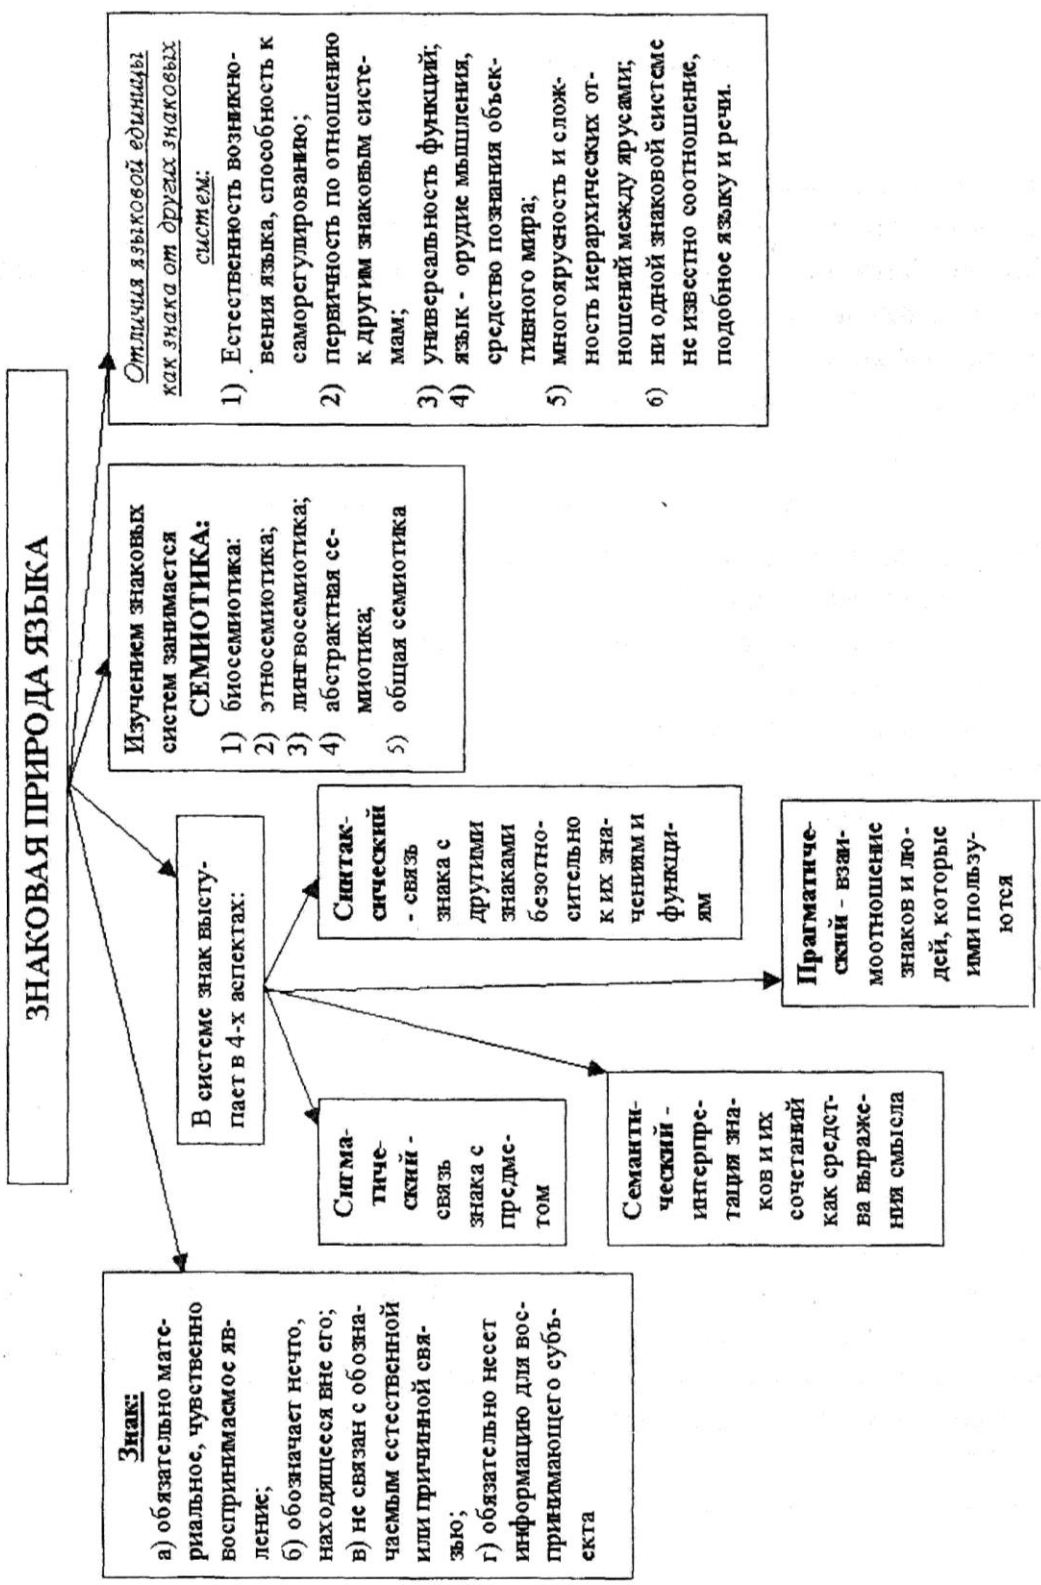 ЗНАКОВАЯ ПРИРОДА ЯЗЫКА
Знак:
а) обязательно мате-
риальное, чувственно
воспринимаемое яв-
ление;
б) обозначает нечто,
находящееся вне его;
в) не связан с обозна-
чаемым естественной
или причинной свя-
зью;
г) обязательно несет
информацию для вос-
принимающего субъ-
екта
В системе знак высту-
пает в 4-х аспектах:
Сигма-
тиче-
ский -
связь
знака с
предме-
том
Семанти-
ческий -
интерпре-
тация зна-
ков и их
сочетаний
как средст-
ва выраже-
ния смысла
Прагматиче-
ский - взаи-
моотношение
знаков и лю-
дей, которые
ими пользу-
ются
Синтак-
сический
- связь
знака с
другими
знаками
безотно-
сительно
к их зна-
чениям и
функци-
ям
Изучением знаковых
систем занимается
СЕМИОТИКА:
1) биосемиотика:
2) этносемиотика;
3) лингвосемиотика;
4) абстрактная се-
миотика;
5) общая семиотика
Отличия языковой единицы
как знака от других знаковых
систем:
1) Естественность возникно-
вения языка, способность к
саморегулированию;
2) первичность по отношению
к другим знаковым систе-
мам;
3) универсальность функций;
4) язык - орудие мышления,
средство познания объек-
тивного мира;
5) многоярусность и слож-
ность иерархических от-
ношений между ярусами;
6) ни одной знаковой системе
не известно соотношение,
подобное языку и речи.